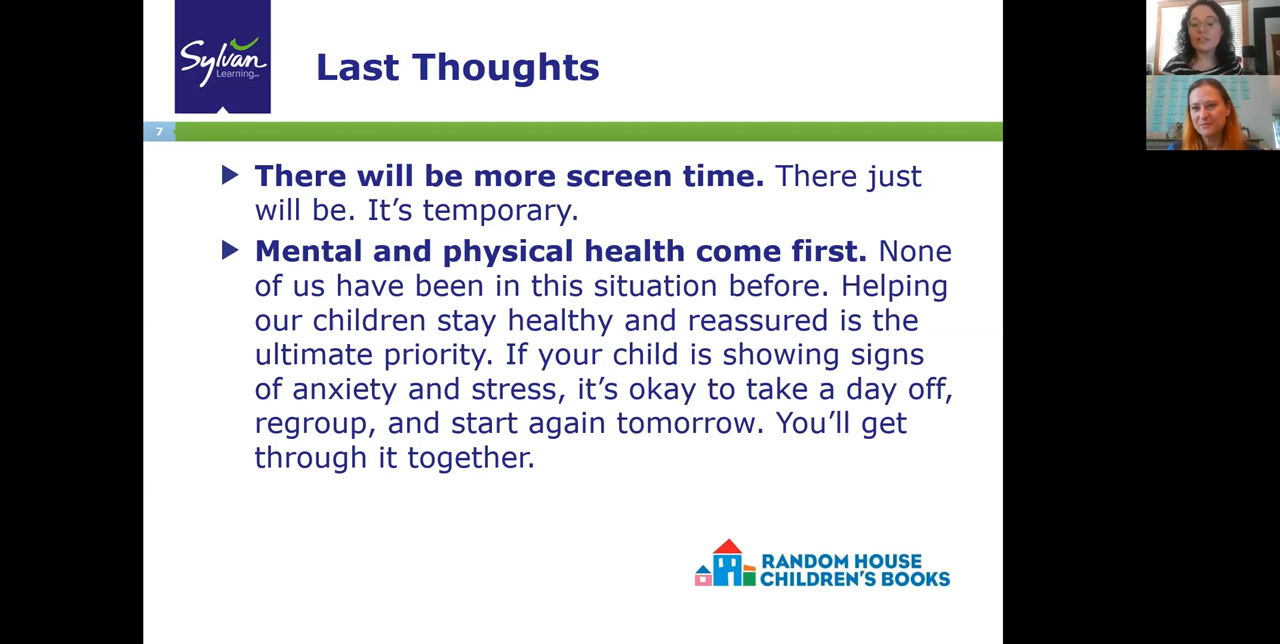 Sylvan
Learning
Last Thoughts
7
There will be more screen time. There just
will be. It’s temporary.
Mental and physical health come first. None
of us have been in this situation before. Helping
our children stay healthy and reassured is the
ultimate priority. If your child is showing signs
of anxiety and stress, it’s okay to take a day off,
regroup, and start again tomorrow. You’ll get
through it together.
RANDOM HOUSE
CHILDREN’S BOOKS